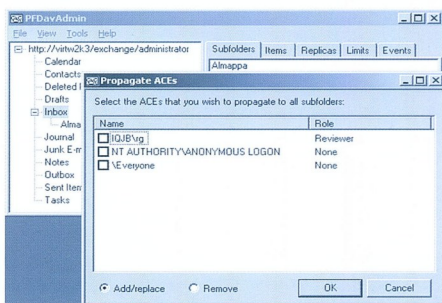 PFDavAdmin
File View Tools Help
http://virtw2k3/exchange/administrator
Subfolders Items Replicas Limits Events
Calendar
Almappa
Contacts
Deleted I
Drafts
Inbox
Alma
Journal
Junk E-m
Notes
Outbox
Sent Item
Tasks
Propagate ACEs
Select the ACEs that you wish to propagate to all subfolders:
Name Role
IQJB\rg Reviewer
NT AUTHORITY\ANONYMOUS LOGON None
\Everyone None
Add/replace Remove OK Cancel